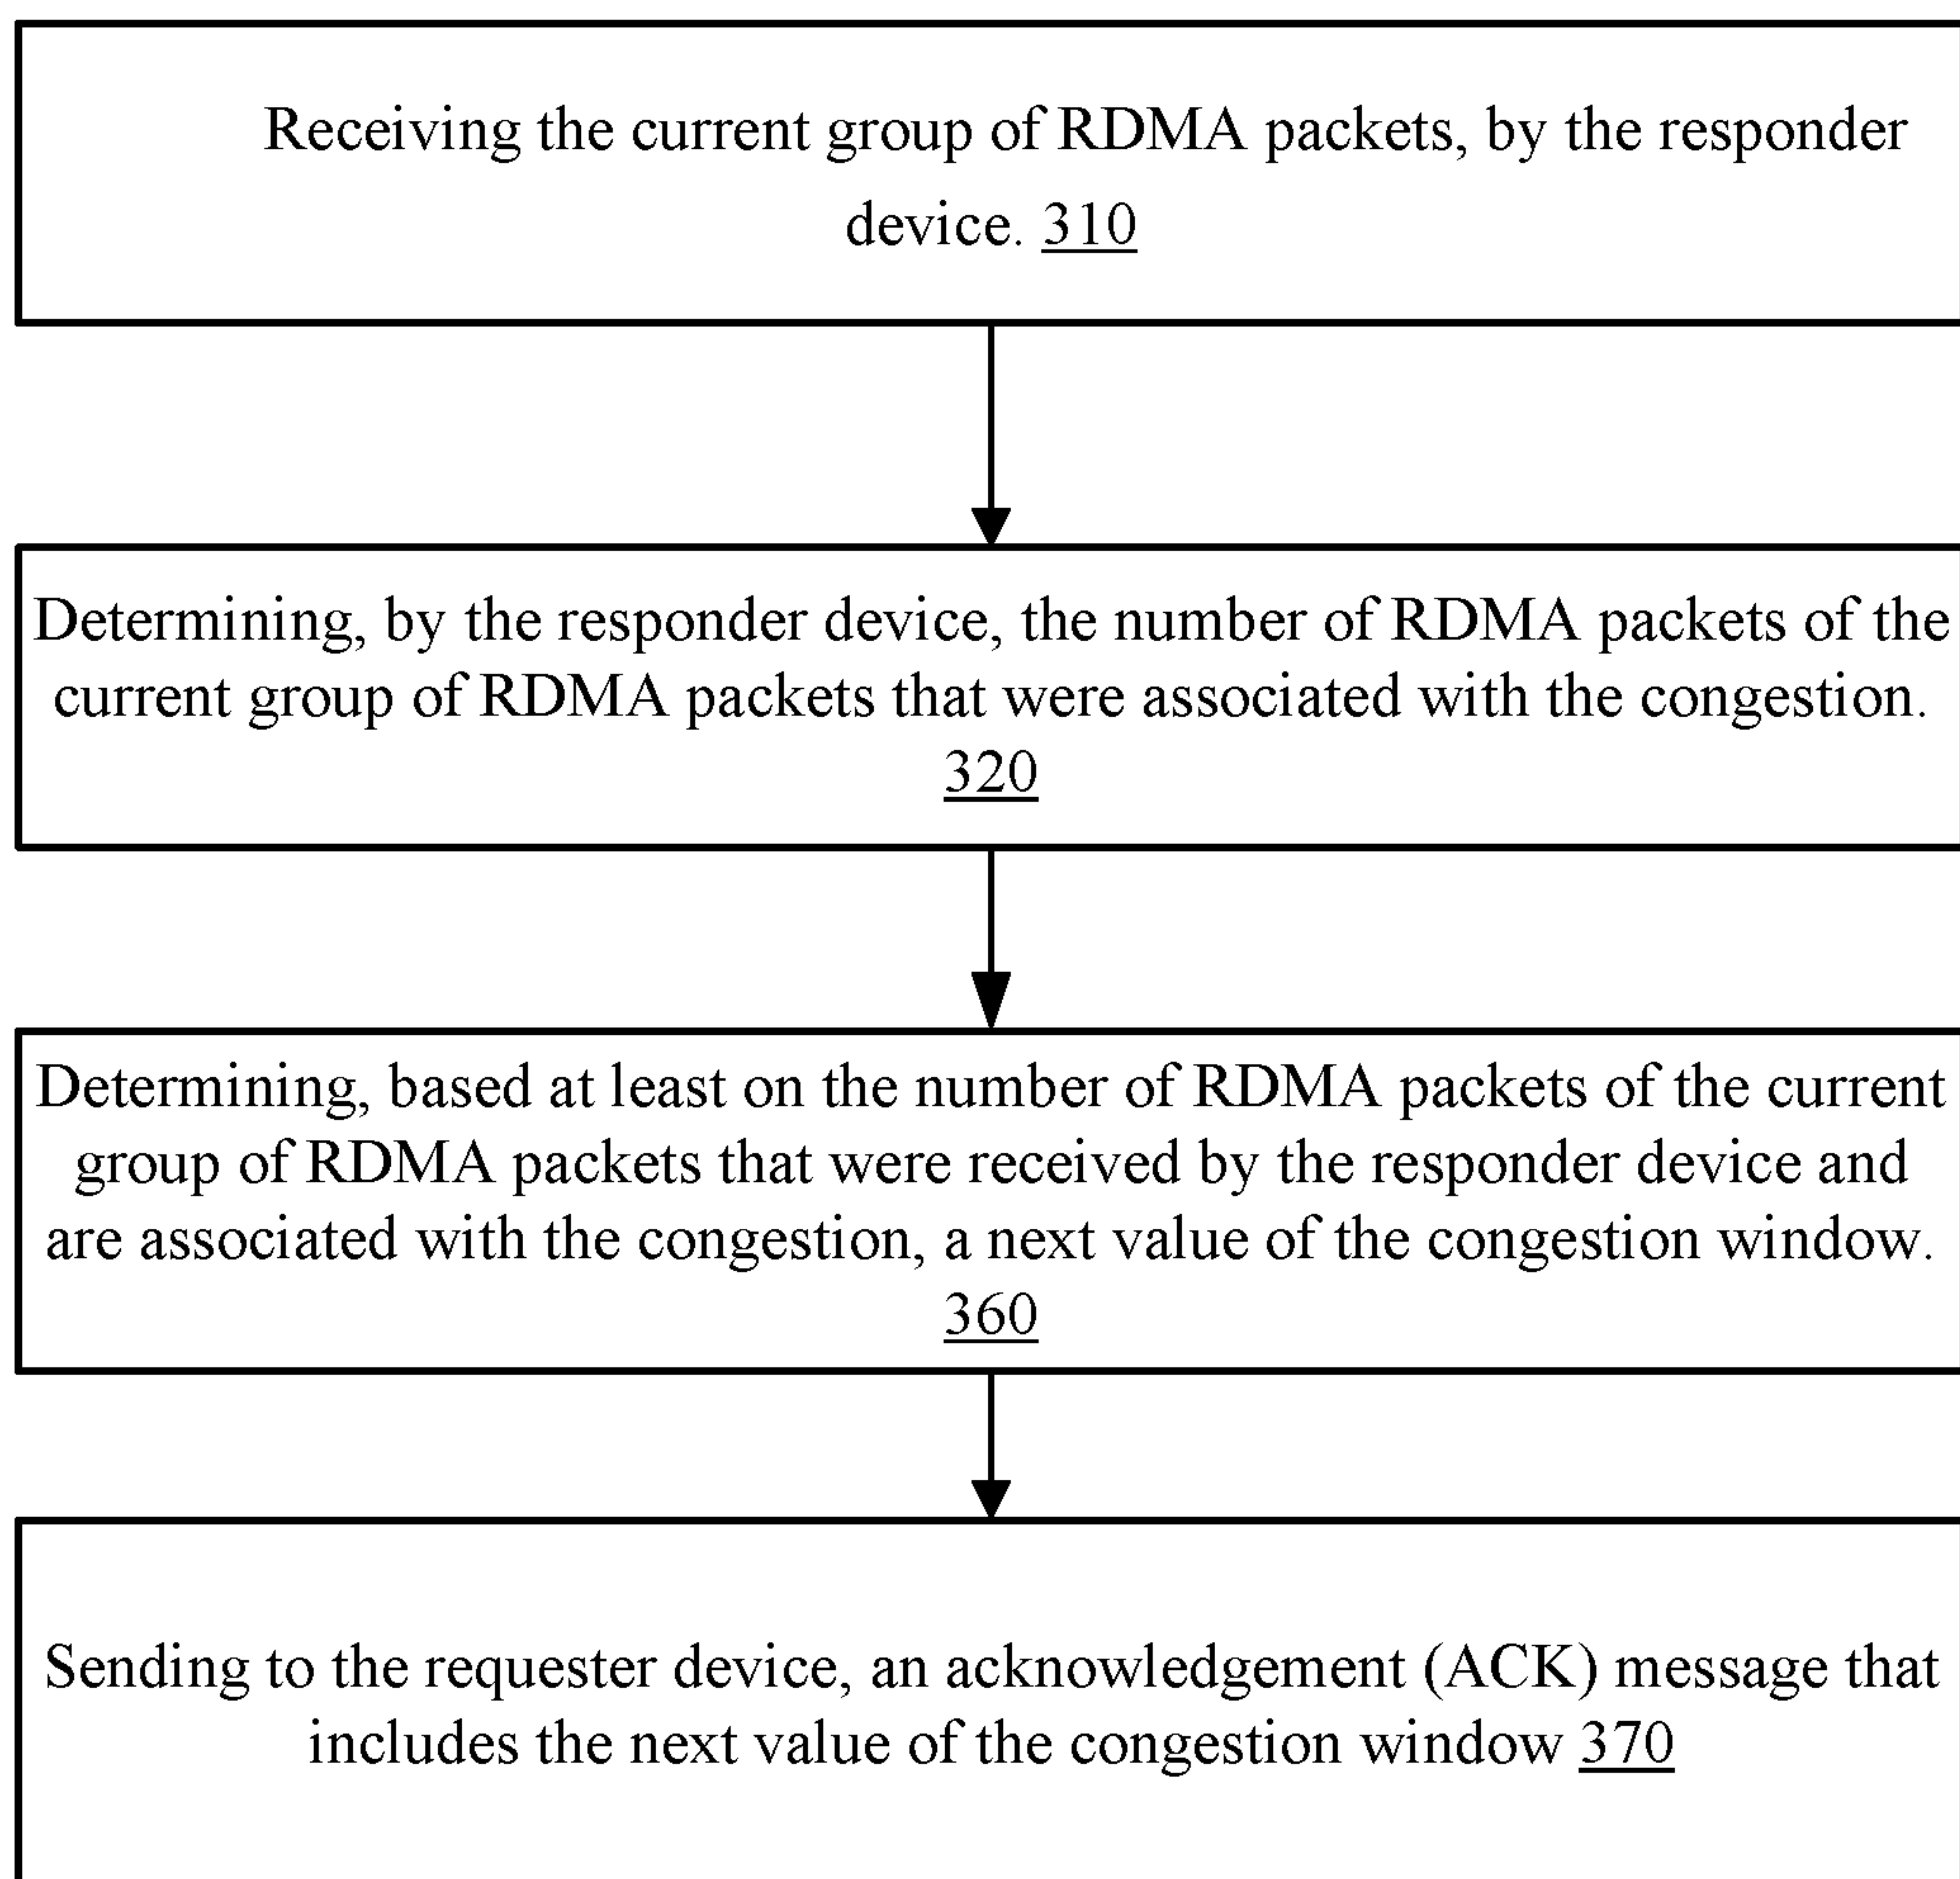 Receiving the current group of RDMA packets, by the responder
device. 310
Determining, by the responder device, the number of RDMA packets of the
current group of RDMA packets that were associated with the congestion.
320
Determining, based at least on the number of RDMA packets of the current
group of RDMA packets that were received by the responder device and
are associated with the congestion, a next value of the congestion window.
360
Sending to the requester device, an acknowledgement (ACK) message that
includes the next value of the congestion window 370